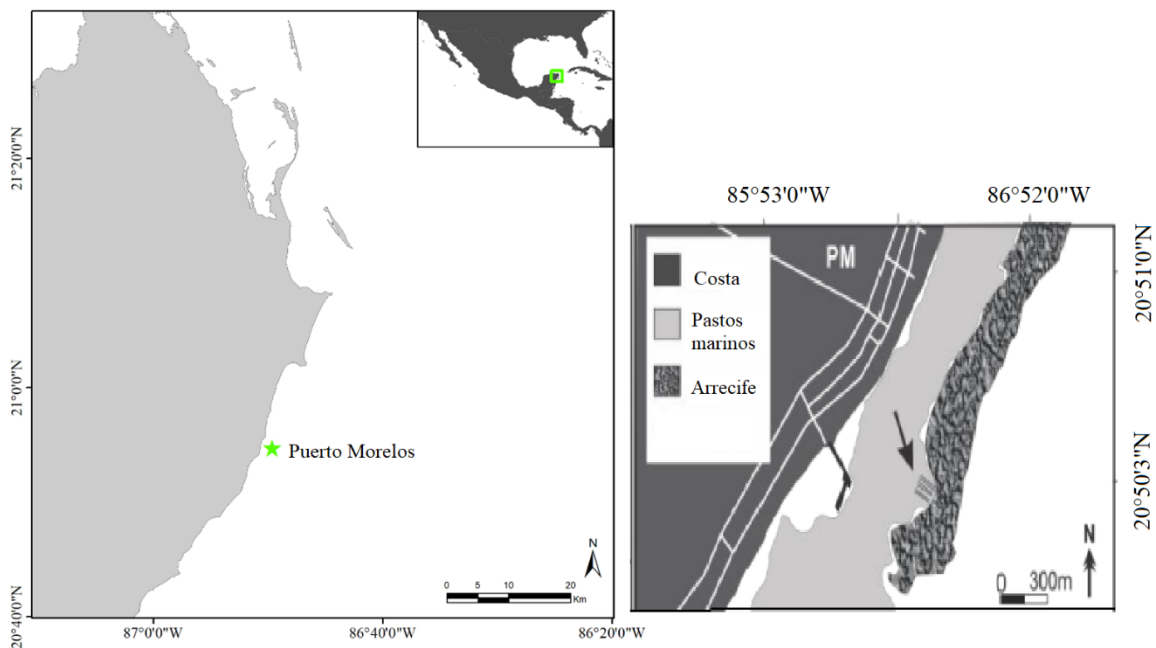 21°20'0"N
21°0'0"N
20°40'0"N
87°0'0"W
86°40'0"W
86°20'0"W
Puerto Morelos
N
0 5 10 20
Km
85°53'0"W
86°52'0"W
20°51'0"N
20°50'3"N
PM
Costa
Pastos
marinos
Arrecife
N
0 300m